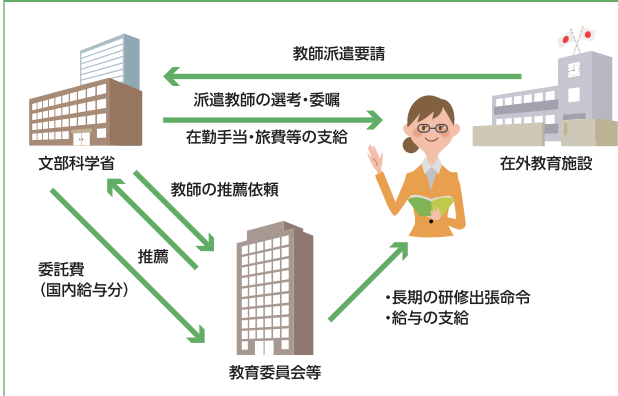 教師派遣要請
派遣教師の選考・委嘱
在勤手当・旅費等の支給
文部科学省
在外教育施設
教師の推薦依頼
推薦
委託費
（国内給与分）
・長期の研修出張命令
・給与の支給
教育委員会等